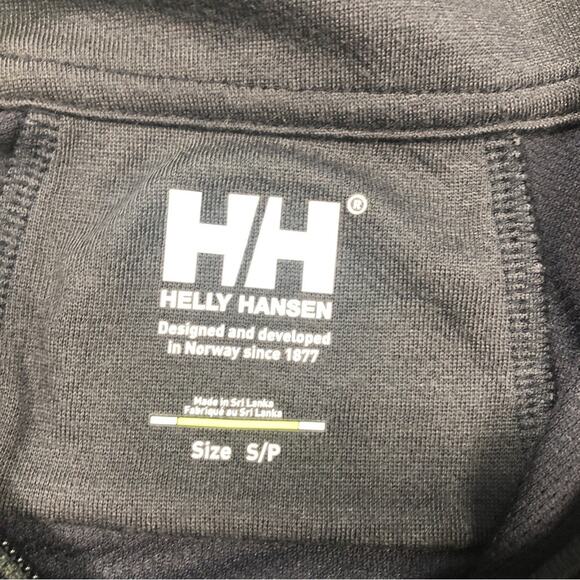 HH®
HELLY HANSEN
Designed and developed
in Norway since 1877
Made in Sri Lanka
Fabriqué au Sri Lanka
Size S/P